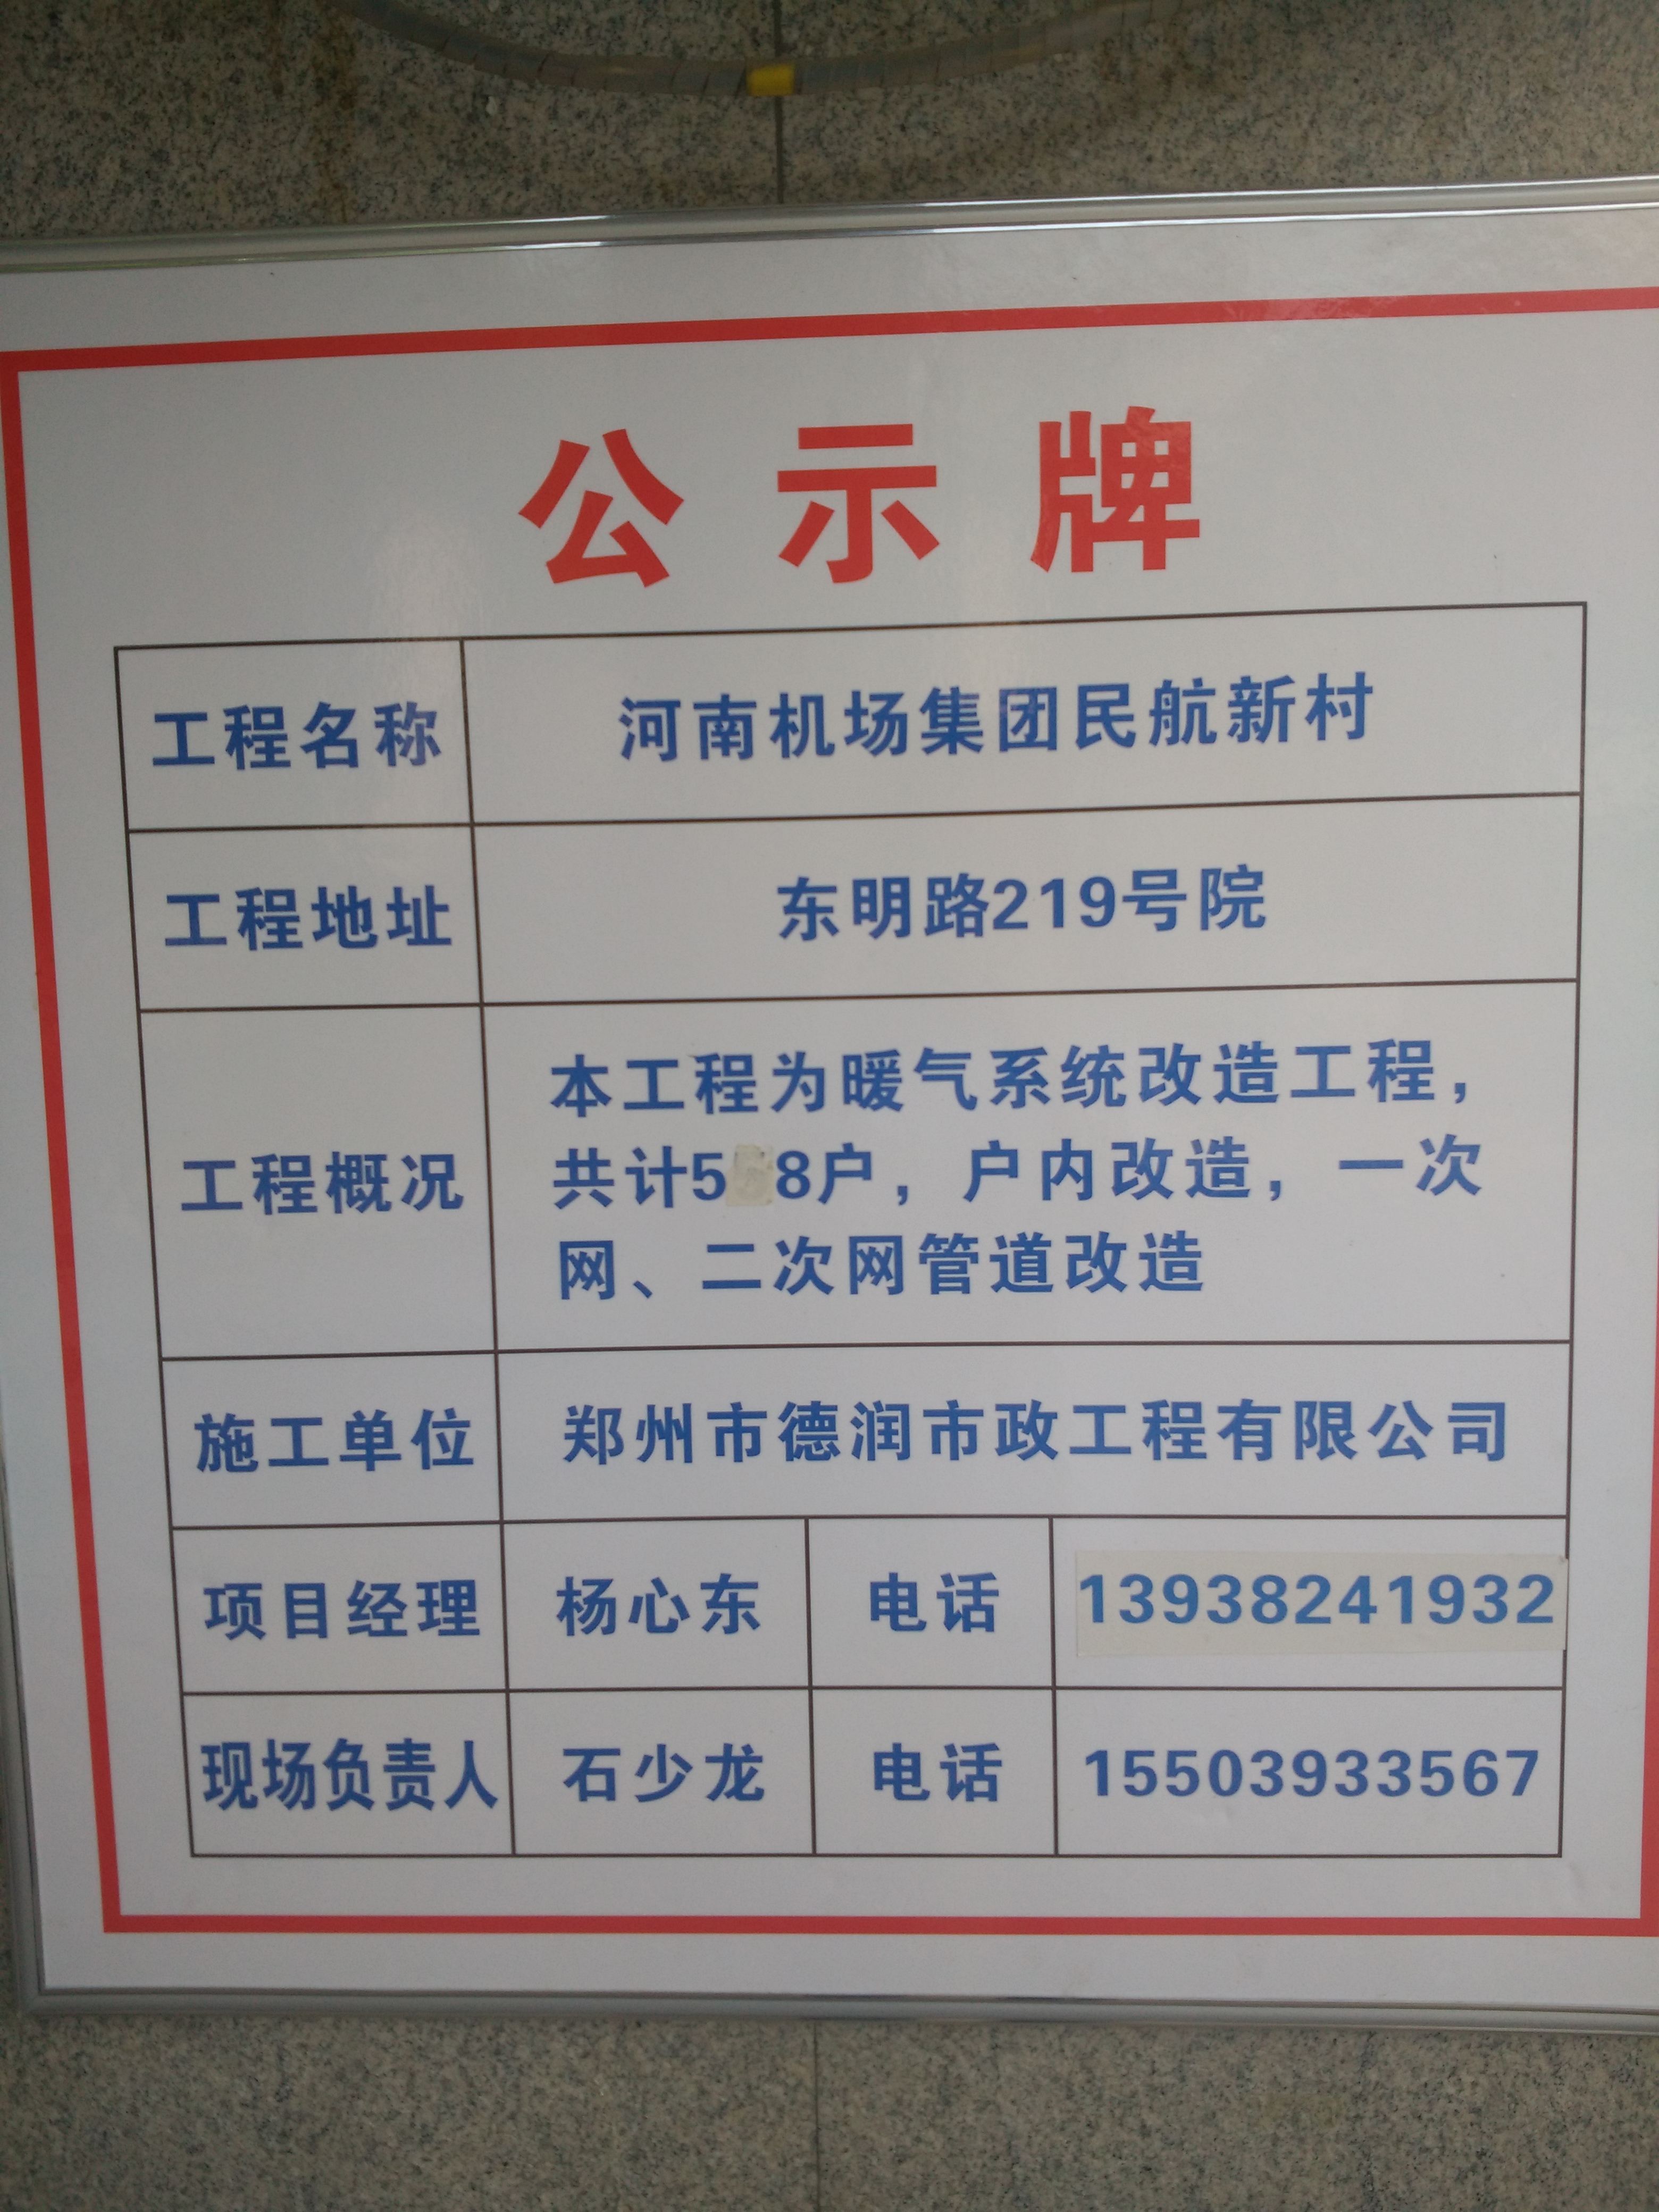 公示牌
工程名称 河南机场集团民航新村
工程地址 东明路219号院
工程概况 本工程为暖气系统改造工程，
共计5 8户，户内改造，一次
网、二次网管道改造
施工单位 郑州市德润市政工程有限公司
项目经理 杨心东 电话 13938241932
现场负责人 石少龙 电话 15503933567